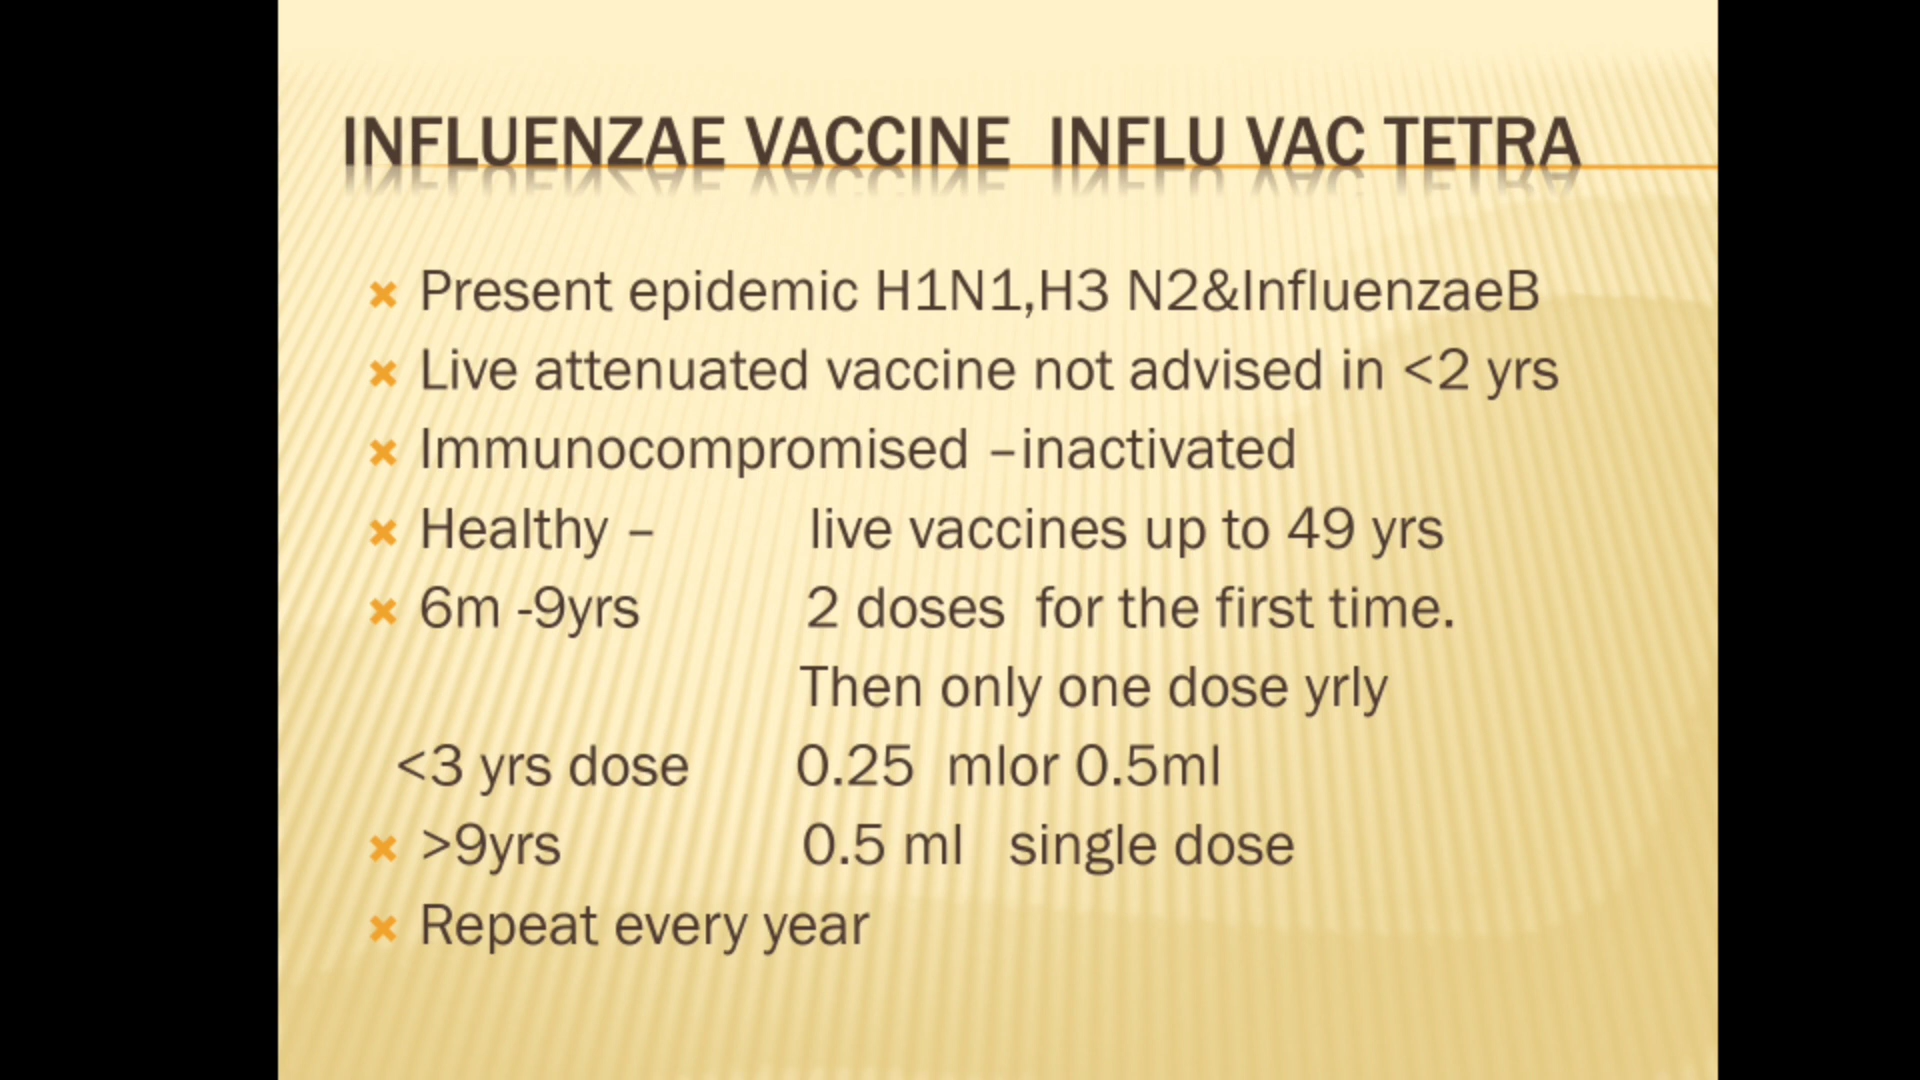 INFLUENZAE VACCINE INFLU VAC TETRA
Present epidemic H1N1,H3 N2&InfluenzaeB
Live attenuated vaccine not advised in <2 yrs
Immunocompromised –inactivated
Healthy – live vaccines up to 49 yrs
6m -9yrs 2 doses for the first time.
Then only one dose yrly
<3 yrs dose 0.25 mlor 0.5ml
>9yrs 0.5 ml single dose
Repeat every year